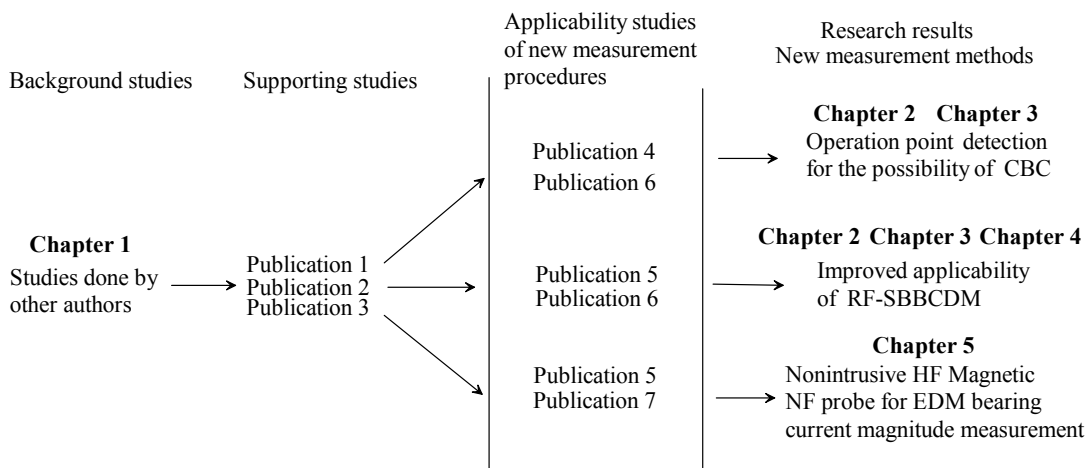 Background studies
Supporting studies
Applicability studies
of new measurement
procedures
Research results
New measurement methods
Chapter 1
Studies done by
other authors
Publication 1
Publication 2
Publication 3
Publication 4
Publication 6
Publication 5
Publication 6
Publication 5
Publication 7
Chapter 2 Chapter 3
Operation point detection
for the possibility of CBC
Chapter 2 Chapter 3 Chapter 4
Improved applicability
of RF-SBBCDM
Chapter 5
Nonintrusive HF Magnetic
NF probe for EDM bearing
current magnitude measurement